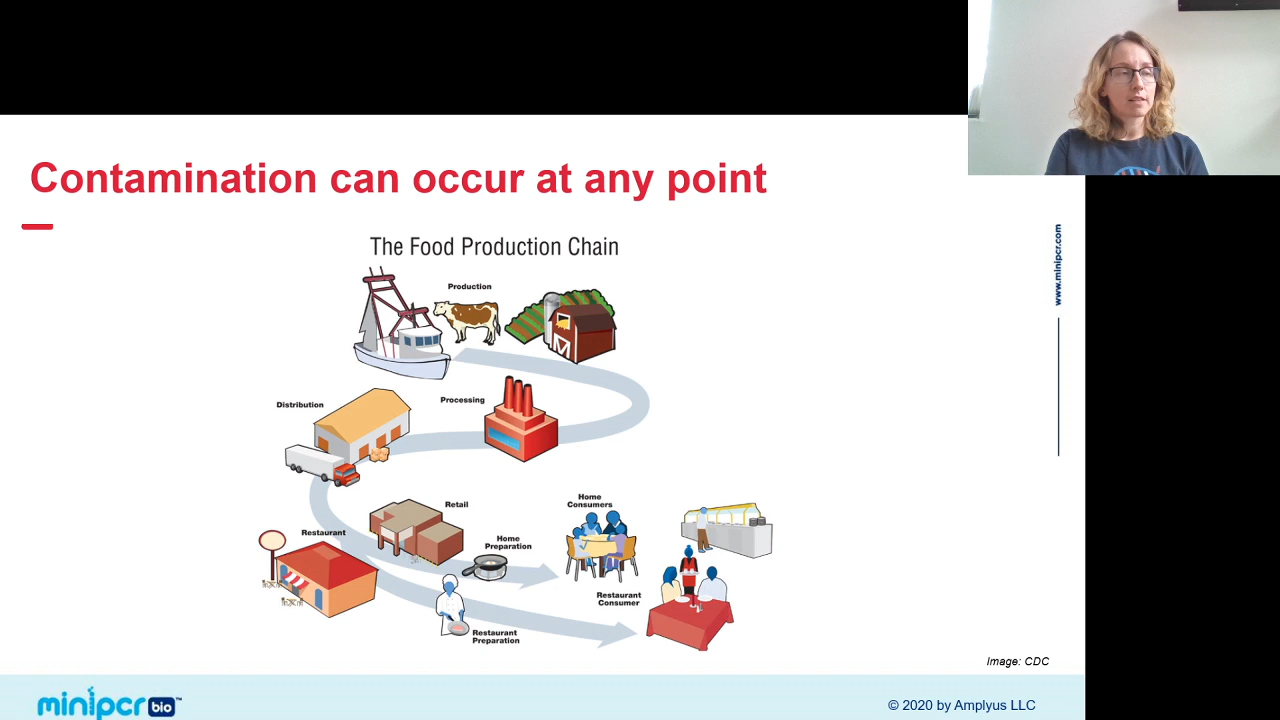 Contamination can occur at any point
The Food Production Chain
Production
www.minipcr.com
Processing
Distribution
Retail
Home
Consumers
Restaurant
Home
Preparation
Restaurant
Consumer
Restaurant
Preparation
Image: CDC
minipcr bio™
© 2020 by Amplyus LLC